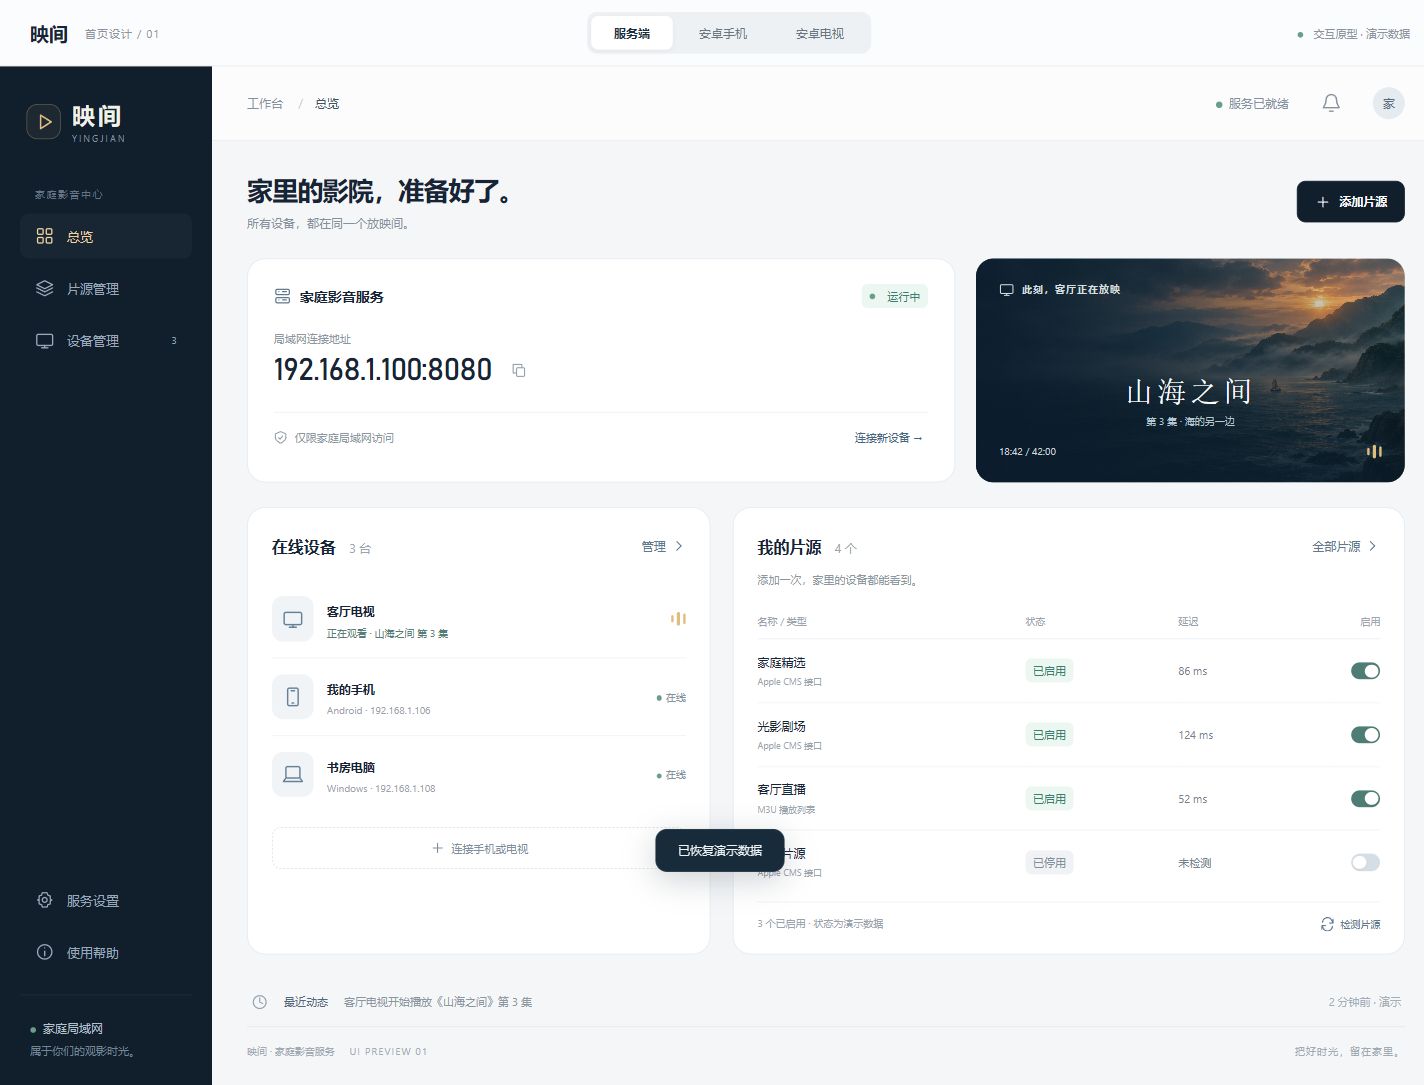 映间 首页设计 / 01
服务端 安卓手机 安卓电视
交互原型 · 演示数据
映间
YINGJIAN
家庭影音中心
总览
片源管理
设备管理 3
服务设置
使用帮助
家庭局域网
属于你们的观影时光。
工作台 / 总览
服务已就绪
家
家里的影院，准备好了。
所有设备，都在同一个放映间。
添加片源
家庭影音服务
运行中
局域网连接地址
192.168.1.100:8080
仅限家庭局域网访问
连接新设备 →
此刻，客厅正在放映
山海之间
第 3 集 · 海的另一边
18:42 / 42:00
在线设备 3 台
管理
客厅电视
正在观看 · 山海之间 第 3 集
我的手机
Android · 192.168.1.106
在线
书房电脑
Windows · 192.168.1.108
在线
连接手机或电视
我的片源 4 个
全部片源
添加一次，家里的设备都能看到。
名称 / 类型 状态 延迟 启用
家庭精选
Apple CMS 接口
已启用 86 ms
光影剧场
Apple CMS 接口
已启用 124 ms
客厅直播
M3U 播放列表
已启用 52 ms
片源
Apple CMS 接口
已停用 未检测
3 个已启用 · 状态为演示数据
检测片源
已恢复演示数据
最近动态 客厅电视开始播放《山海之间》第 3 集
2 分钟前 · 演示
映间 · 家庭影音服务 UI PREVIEW 01
把好时光，留在家里。